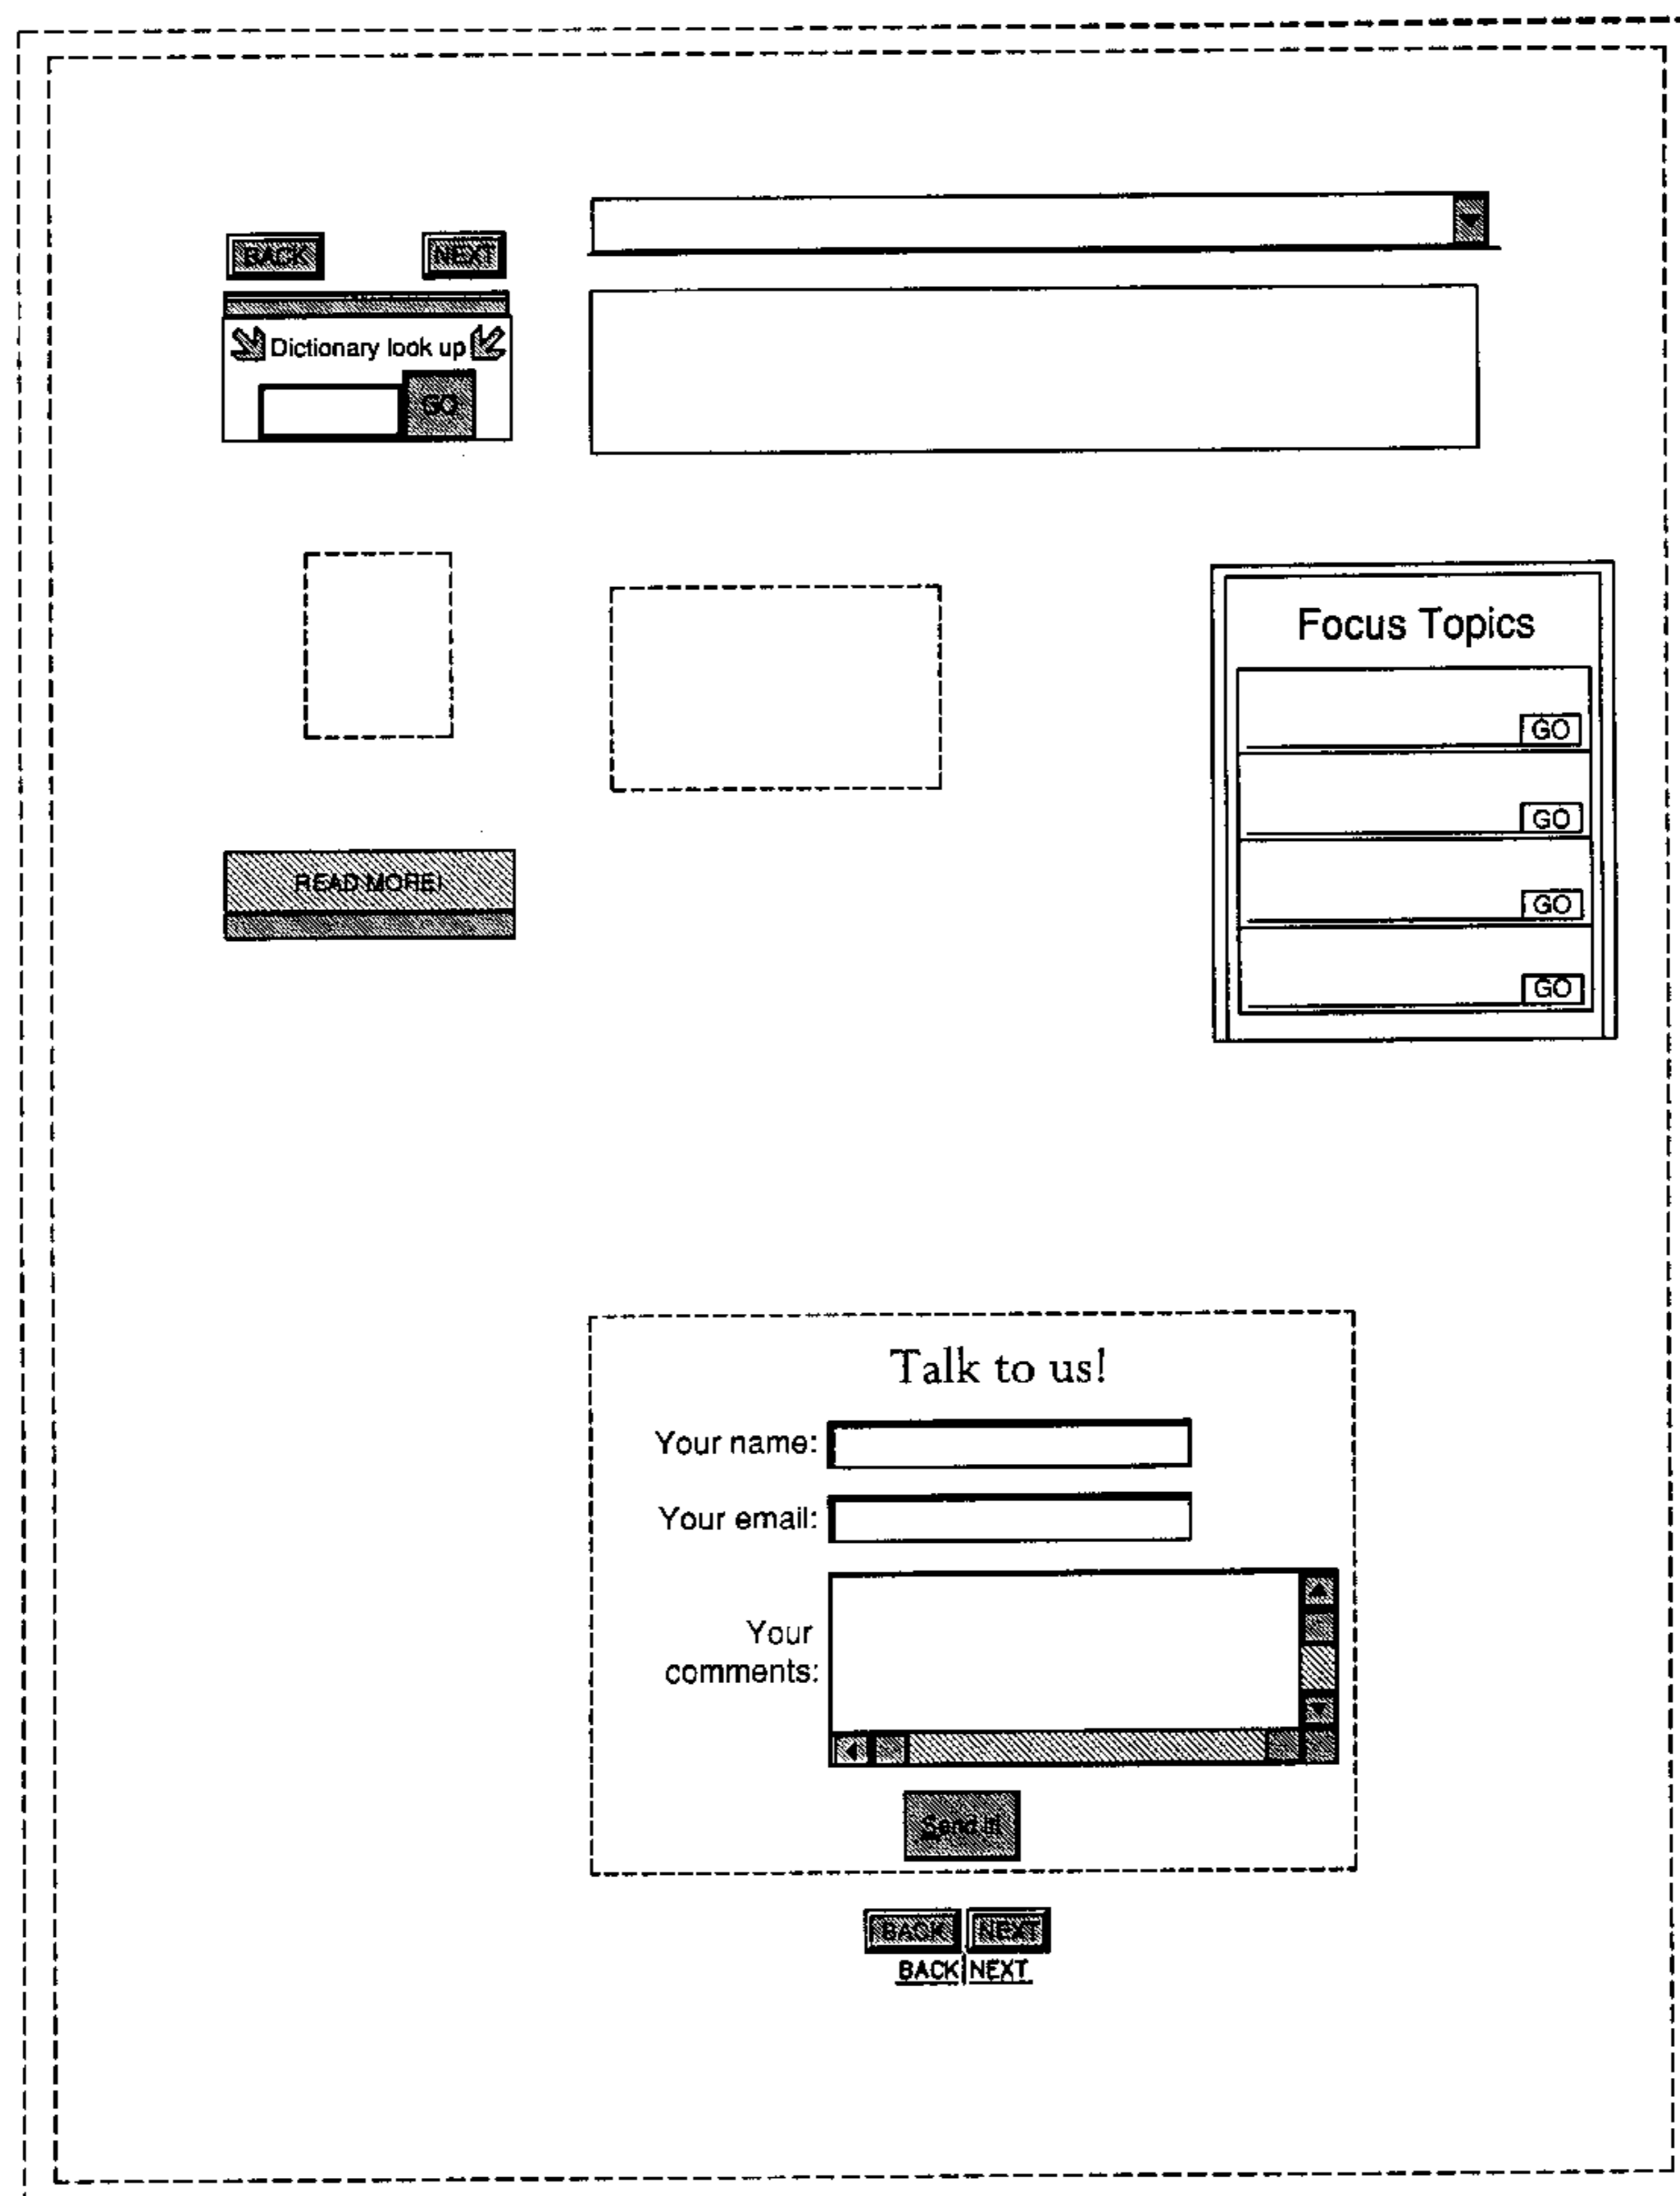 BACK NEXT
Dictionary look up
GO
Focus Topics
GO
GO
READ MORE!
GO
GO
Talk to us!
Your name:
Your email:
Your
comments:
Send it!
BACK NEXT
BACK NEXT